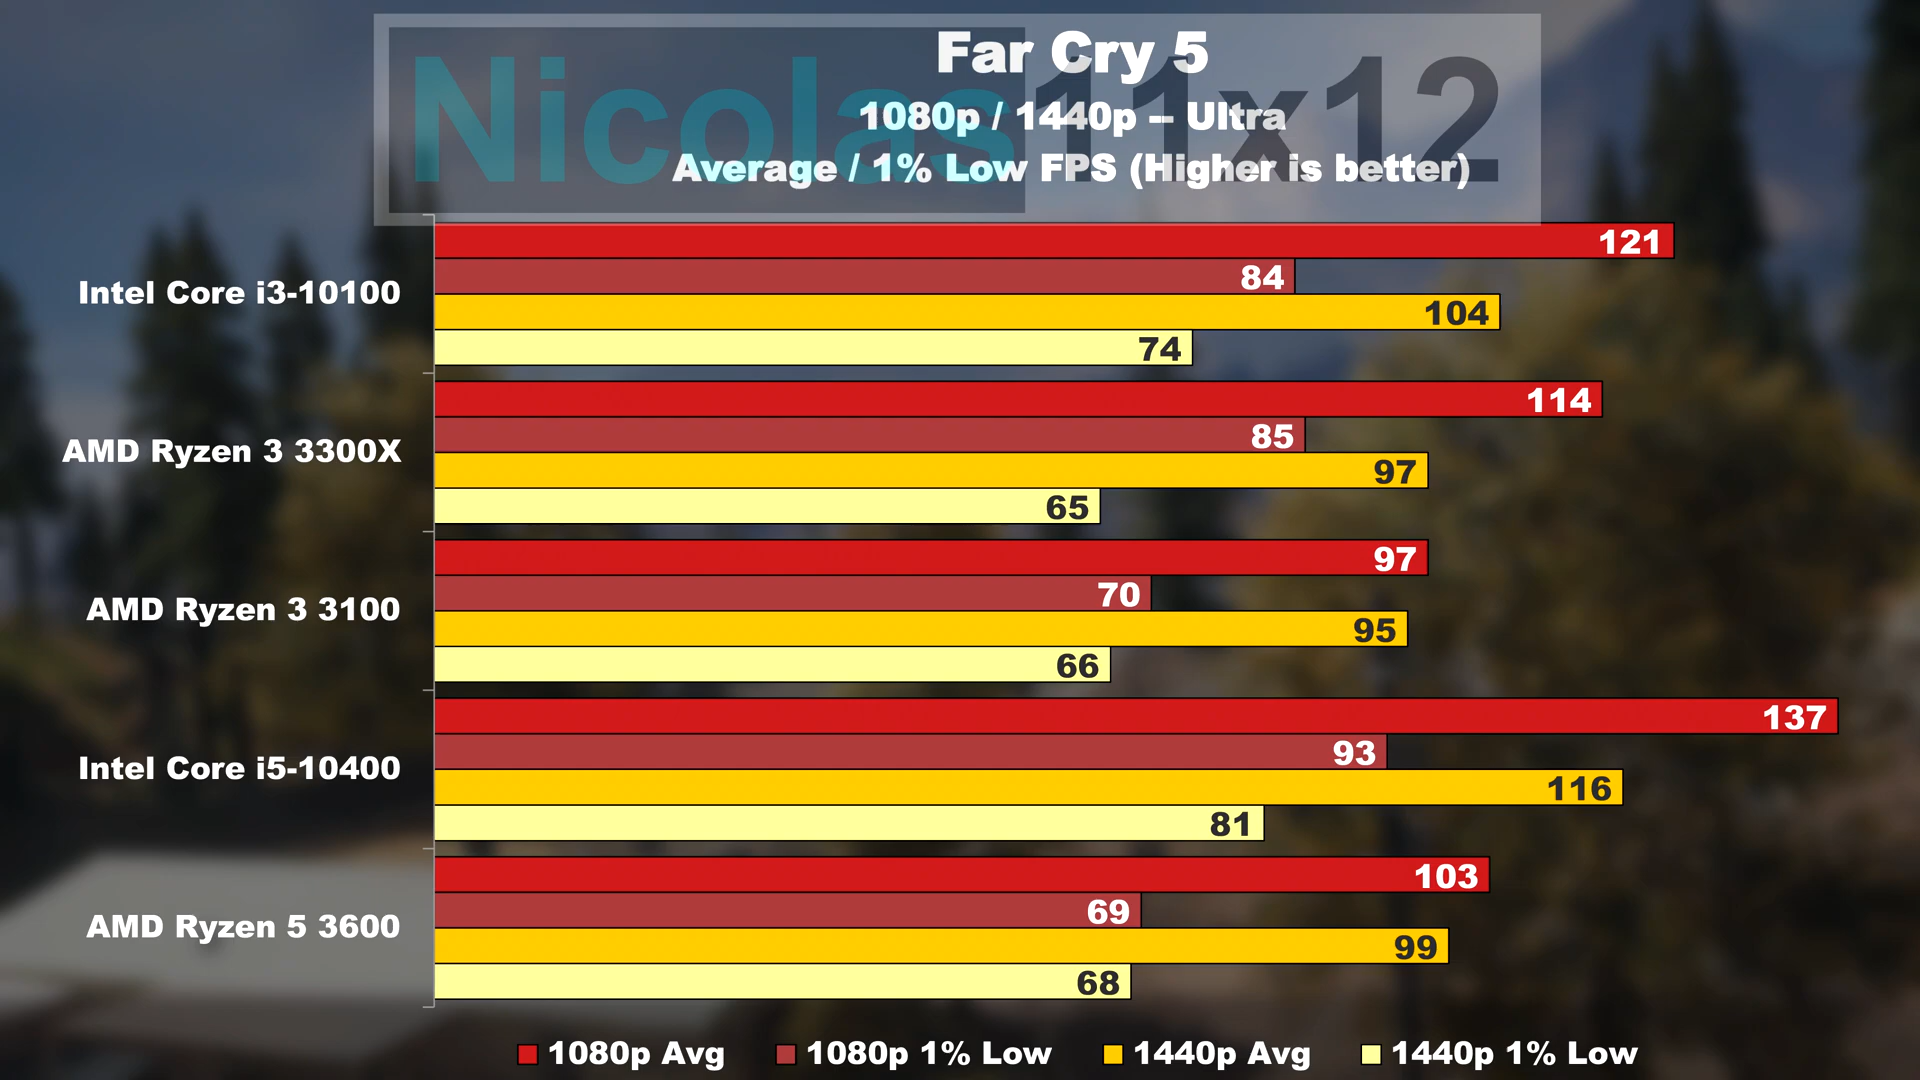 Nicolas11x12
Far Cry 5
1080p / 1440p – Ultra
Average / 1% Low FPS (Higher is better)
Intel Core i3-10100
121
84
104
74
AMD Ryzen 3 3300X
114
85
97
65
AMD Ryzen 3 3100
97
70
95
66
Intel Core i5-10400
137
93
116
81
AMD Ryzen 5 3600
103
69
99
68
1080p Avg 1080p 1% Low 1440p Avg 1440p 1% Low